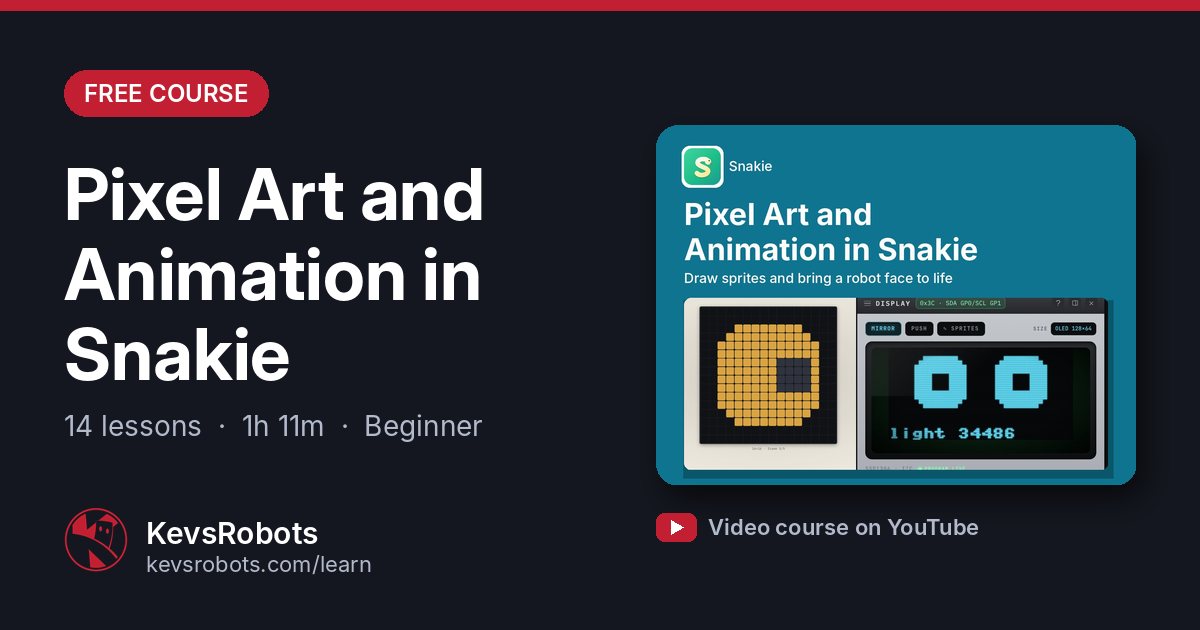 FREE COURSE
Pixel Art and
Animation in
Snakie
14 lessons · 1h 11m · Beginner
KevsRobots
kevsrobots.com/learn
S Snakie
Pixel Art and
Animation in Snakie
Draw sprites and bring a robot face to life
DISPLAY 0x3C · SDA GP0/SCL GP1 ?
MIRROR PUSH SPRITES SIZE OLED 128×64
light 34486
Video course on YouTube